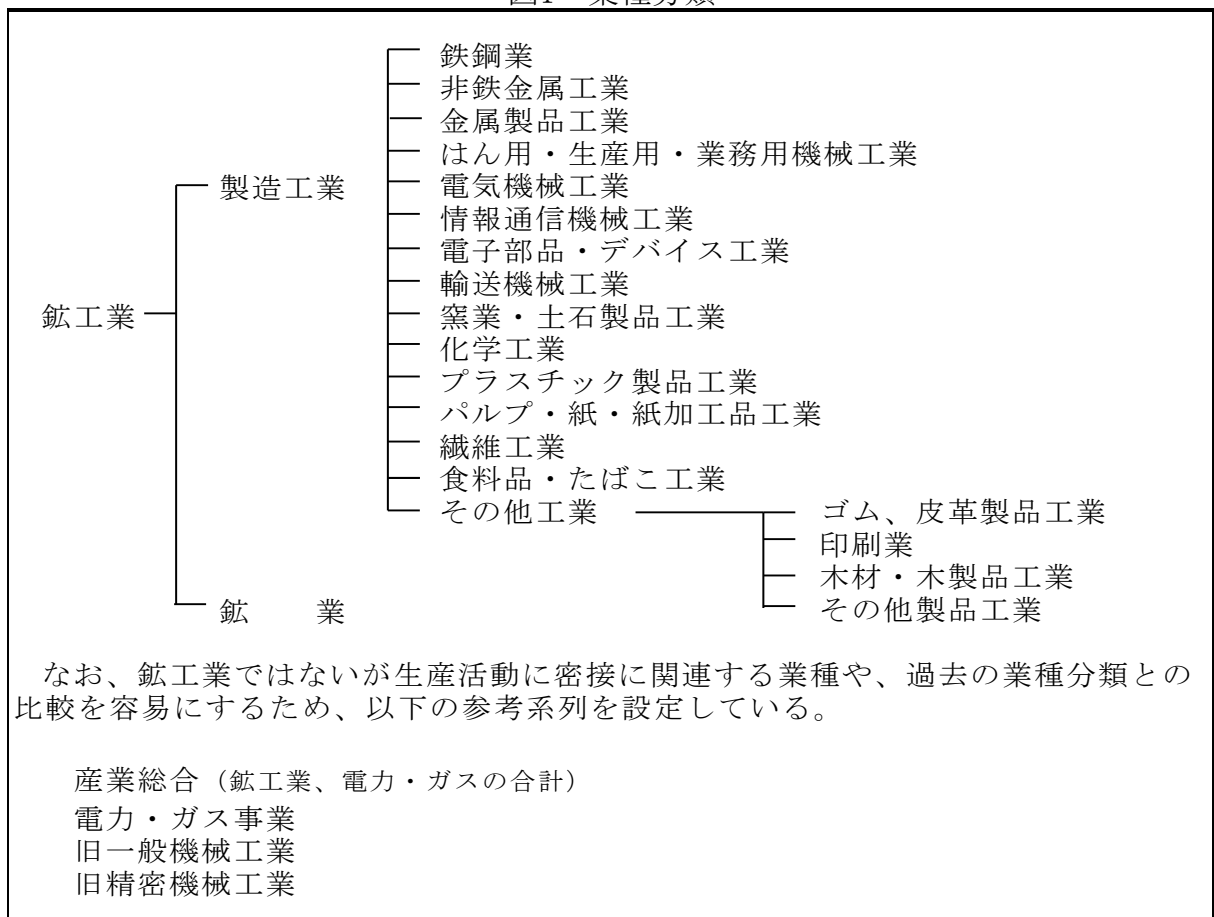 図1 業種分類
鉄鋼業
非鉄金属工業
金属製品工業
はん用・生産用・業務用機械工業
製造工業
電気機械工業
情報通信機械工業
電子部品・デバイス工業
輸送機械工業
鉱工業
窯業・土石製品工業
化学工業
プラスチック製品工業
パルプ・紙・紙加工品工業
繊維工業
食料品・たばこ工業
その他工業
ゴム、皮革製品工業
印刷業
木材・木製品工業
その他製品工業
鉱　　業
なお、鉱工業ではないが生産活動に密接に関連する業種や、過去の業種分類との
比較を容易にするため、以下の参考系列を設定している。
産業総合（鉱工業、電力・ガスの合計）
電力・ガス事業
旧一般機械工業
旧精密機械工業